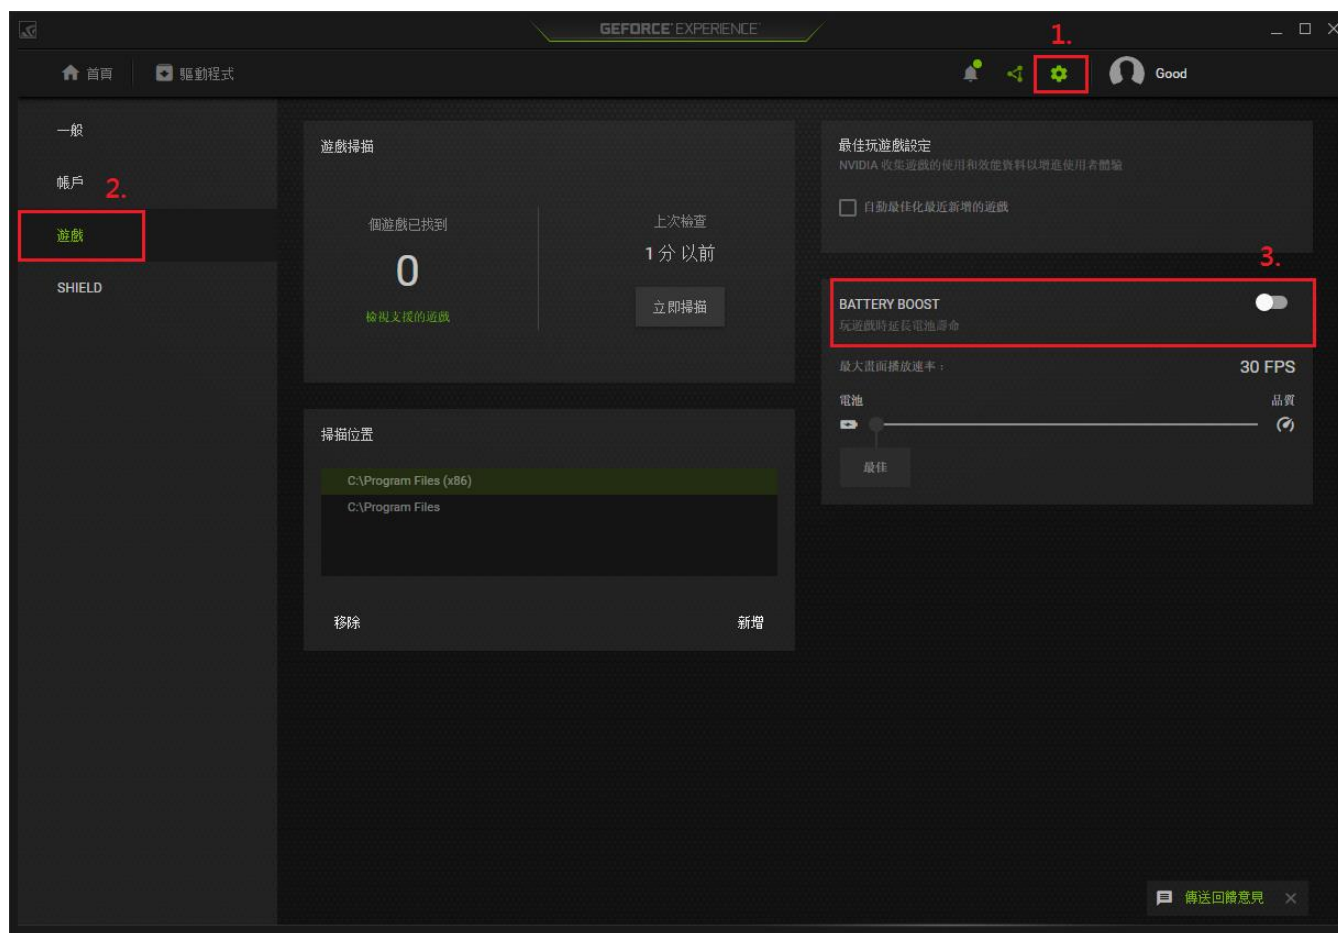 GEFORCE EXPERIENCE
1.
首頁
驅動程式
Good
一般
帳戶
2.
遊戲
SHIELD
遊戲掃描
個遊戲已找到
0
檢視支援的遊戲
上次檢查
1 分 以前
立即掃描
掃描位置
C:\Program Files (x86)
C:\Program Files
移除
新增
最佳玩遊戲設定
NVIDIA 收集遊戲的使用和效能資料以增進使用者體驗
自動最佳化最近新增的遊戲
3.
BATTERY BOOST
玩遊戲時延長電池壽命
最大畫面播放速率：
30 FPS
電池
品質
最佳
傳送回饋意見